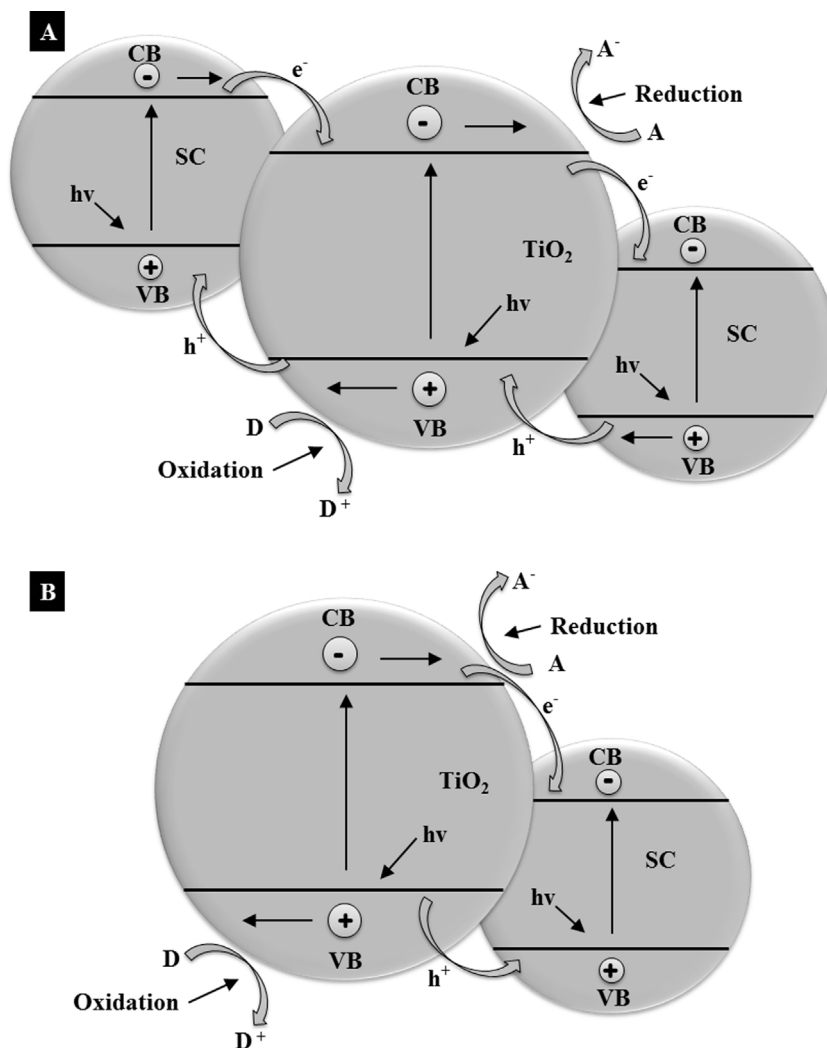 A
CB
-
e-
SC
hv
+
VB
h+
CB
-
TiO2
hv
+
VB
A-
Reduction
A
e-
CB
-
SC
hv
+
VB
h+
D
Oxidation
D+
B
CB
-
TiO2
hv
+
VB
A-
Reduction
A
e-
CB
-
SC
hv
+
VB
h+
D
Oxidation
D+